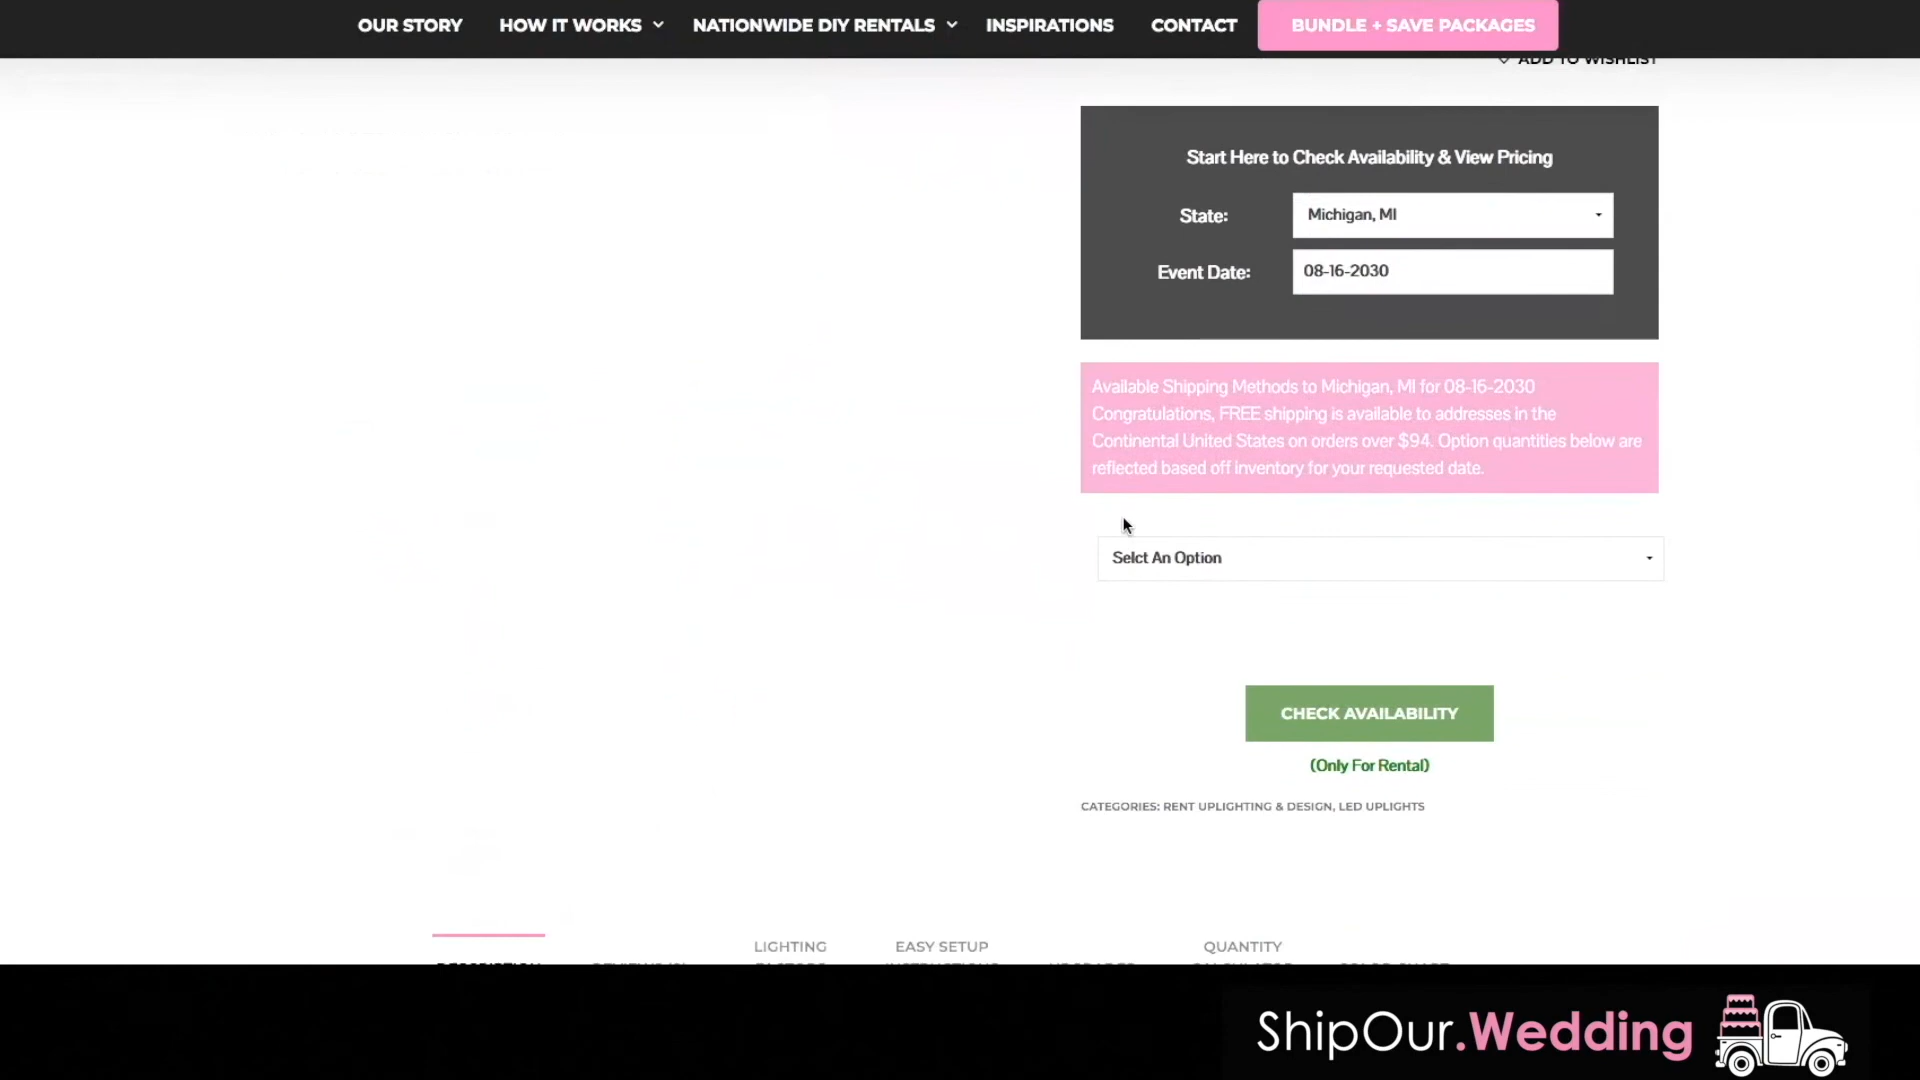 OUR STORY HOW IT WORKS NATIONWIDE DIY RENTALS INSPIRATIONS CONTACT BUNDLE + SAVE PACKAGES
ADD TO WISHLIST
Start Here to Check Availability & View Pricing
State: Michigan, MI
Event Date: 08-16-2030
Available Shipping Methods to Michigan, MI for 08-16-2030
Congratulations, FREE shipping is available to addresses in the
Continental United States on orders over $94. Option quantities below are
reflected based off inventory for your requested date.
Selct An Option
CHECK AVAILABILITY
(Only For Rental)
CATEGORIES: RENT UPLIGHTING & DESIGN, LED UPLIGHTS
LIGHTING EASY SETUP QUANTITY
DESCRIPTION
ShipOur.Wedding